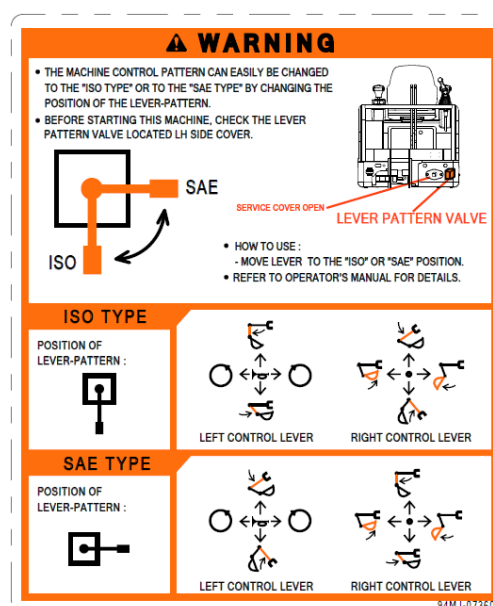 WARNING
• THE MACHINE CONTROL PATTERN CAN EASILY BE CHANGED
TO THE "ISO TYPE" OR TO THE "SAE TYPE" BY CHANGING THE
POSITION OF THE LEVER-PATTERN.
• BEFORE STARTING THIS MACHINE, CHECK THE LEVER
PATTERN VALVE LOCATED LH SIDE COVER.
SAE
ISO
SERVICE COVER OPEN
LEVER PATTERN VALVE
• HOW TO USE :
- MOVE LEVER TO THE "ISO" OR "SAE" POSITION.
• REFER TO OPERATOR'S MANUAL FOR DETAILS.
ISO TYPE
POSITION OF
LEVER-PATTERN :
LEFT CONTROL LEVER
RIGHT CONTROL LEVER
SAE TYPE
POSITION OF
LEVER-PATTERN :
LEFT CONTROL LEVER
RIGHT CONTROL LEVER